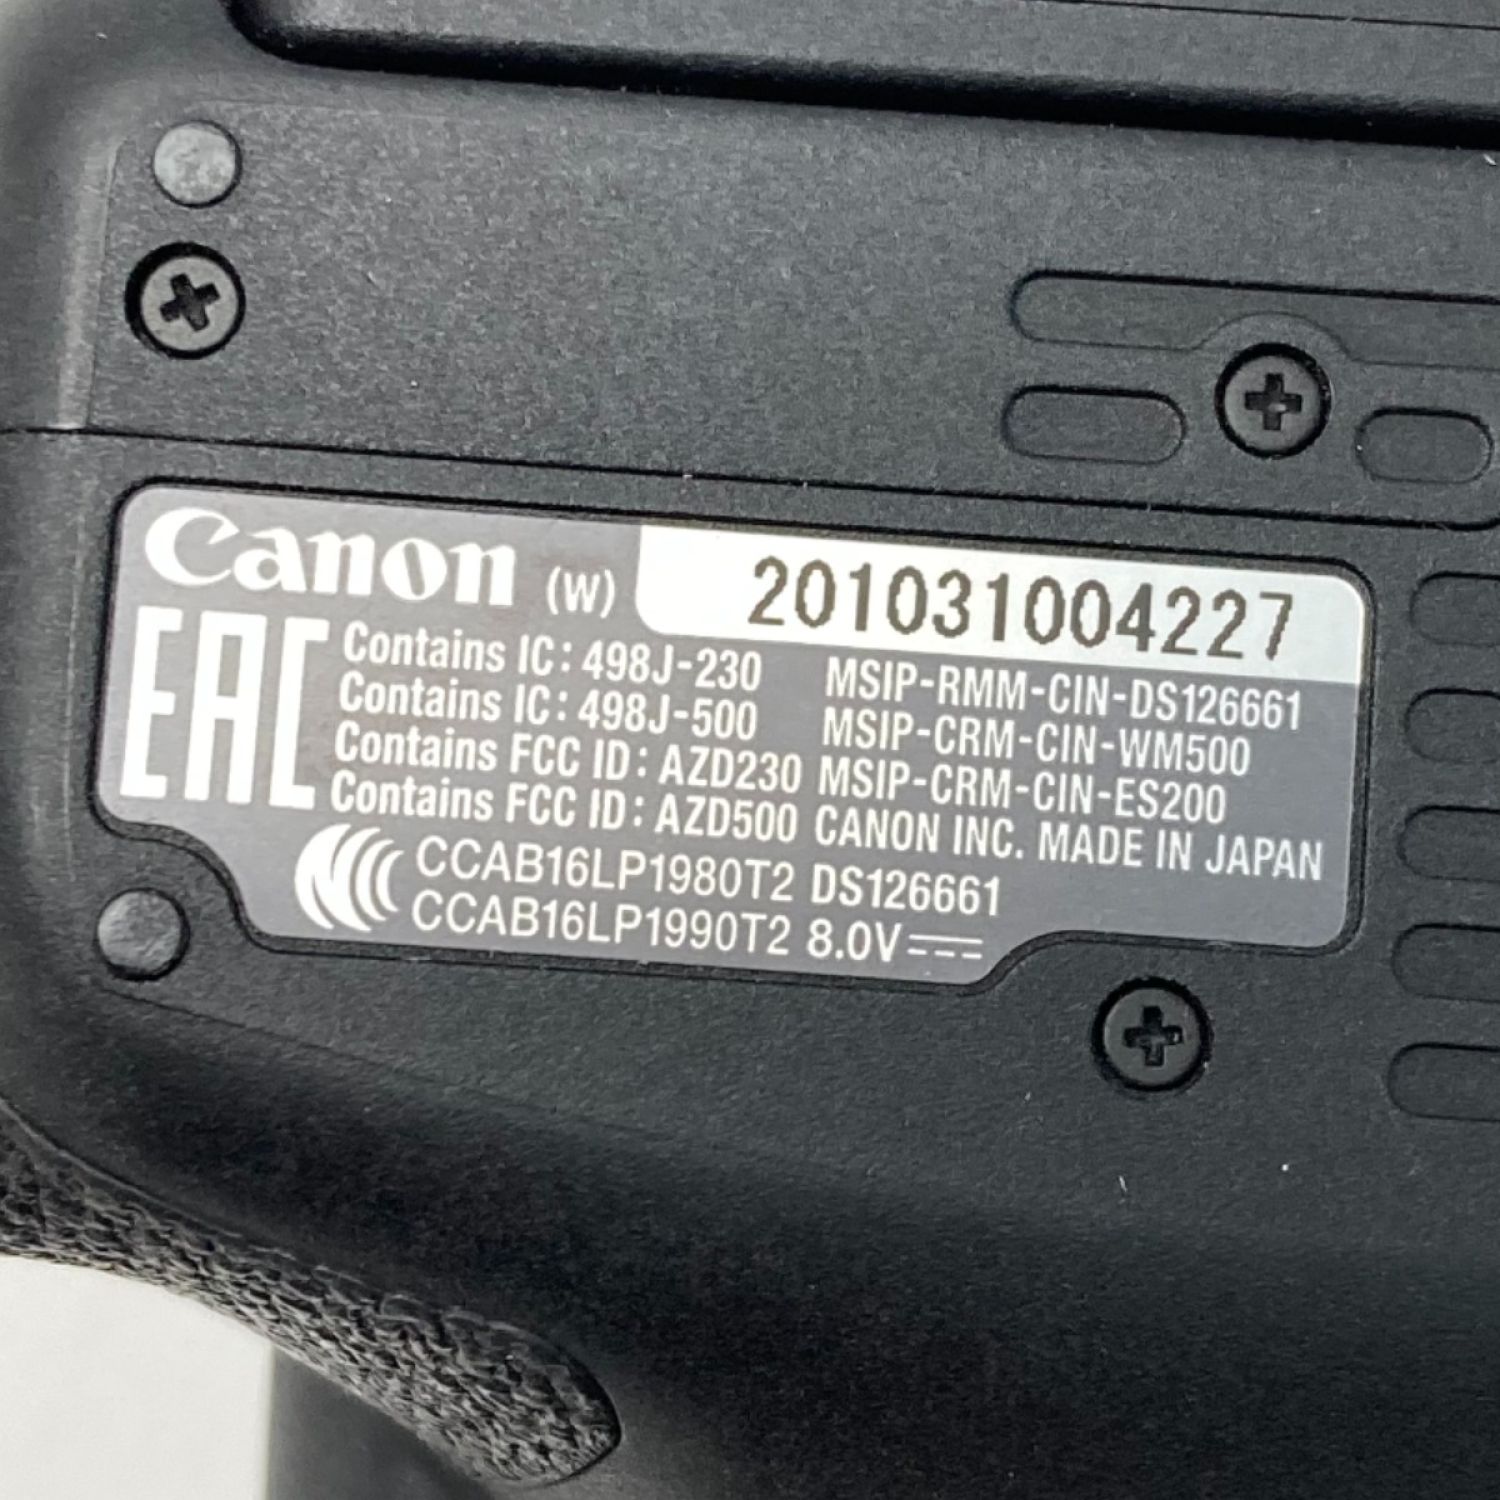 Canon (W) 201031004227
EAC
Contains IC: 498J-230 MSIP-RMM-CIN-DS126661
Contains IC: 498J-500 MSIP-CRM-CIN-WM500
Contains FCC ID: AZD230 MSIP-CRM-CIN-ES200
Contains FCC ID: AZD500 CANON INC. MADE IN JAPAN
CCAB16LP1980T2 DS126661
CCAB16LP1990T2 8.0V⎓